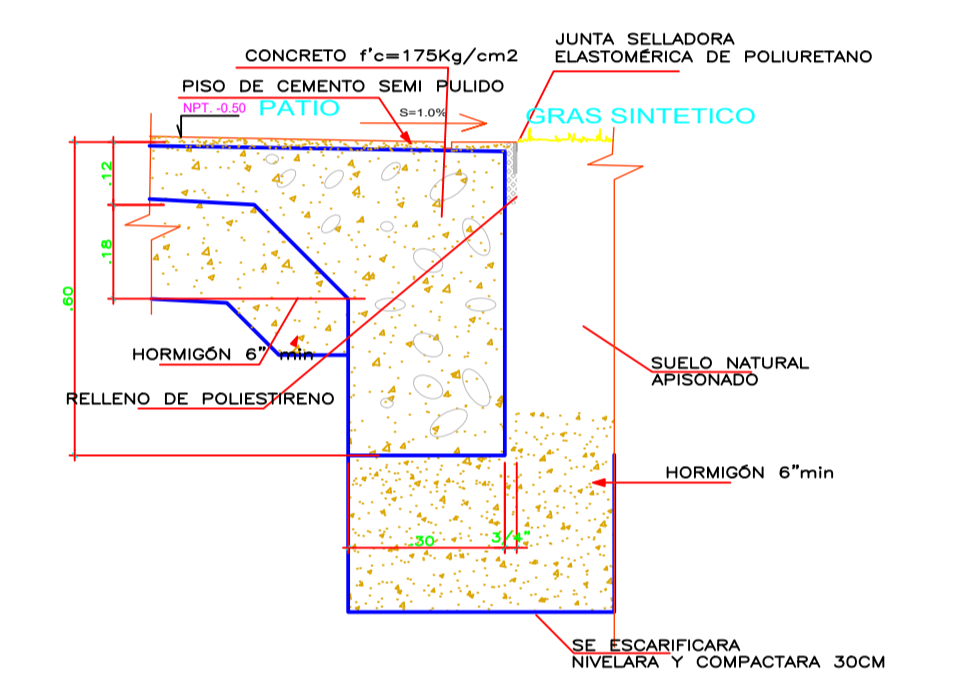 JUNTA SELLADORA
ELASTOMÉRICA DE POLIURETANO
CONCRETO f'c=175Kg/cm2
PISO DE CEMENTO SEMI PULIDO
NPT. -0.50
PATIO
S=1.0%
GRAS SINTETICO
.12
.18
.60
HORMIGÓN 6" min
SUELO NATURAL
APISONADO
RELLENO DE POLIESTIRENO
HORMIGÓN 6"min
.30
3/4"
SE ESCARIFICARA
NIVELARA Y COMPACTARA 30CM